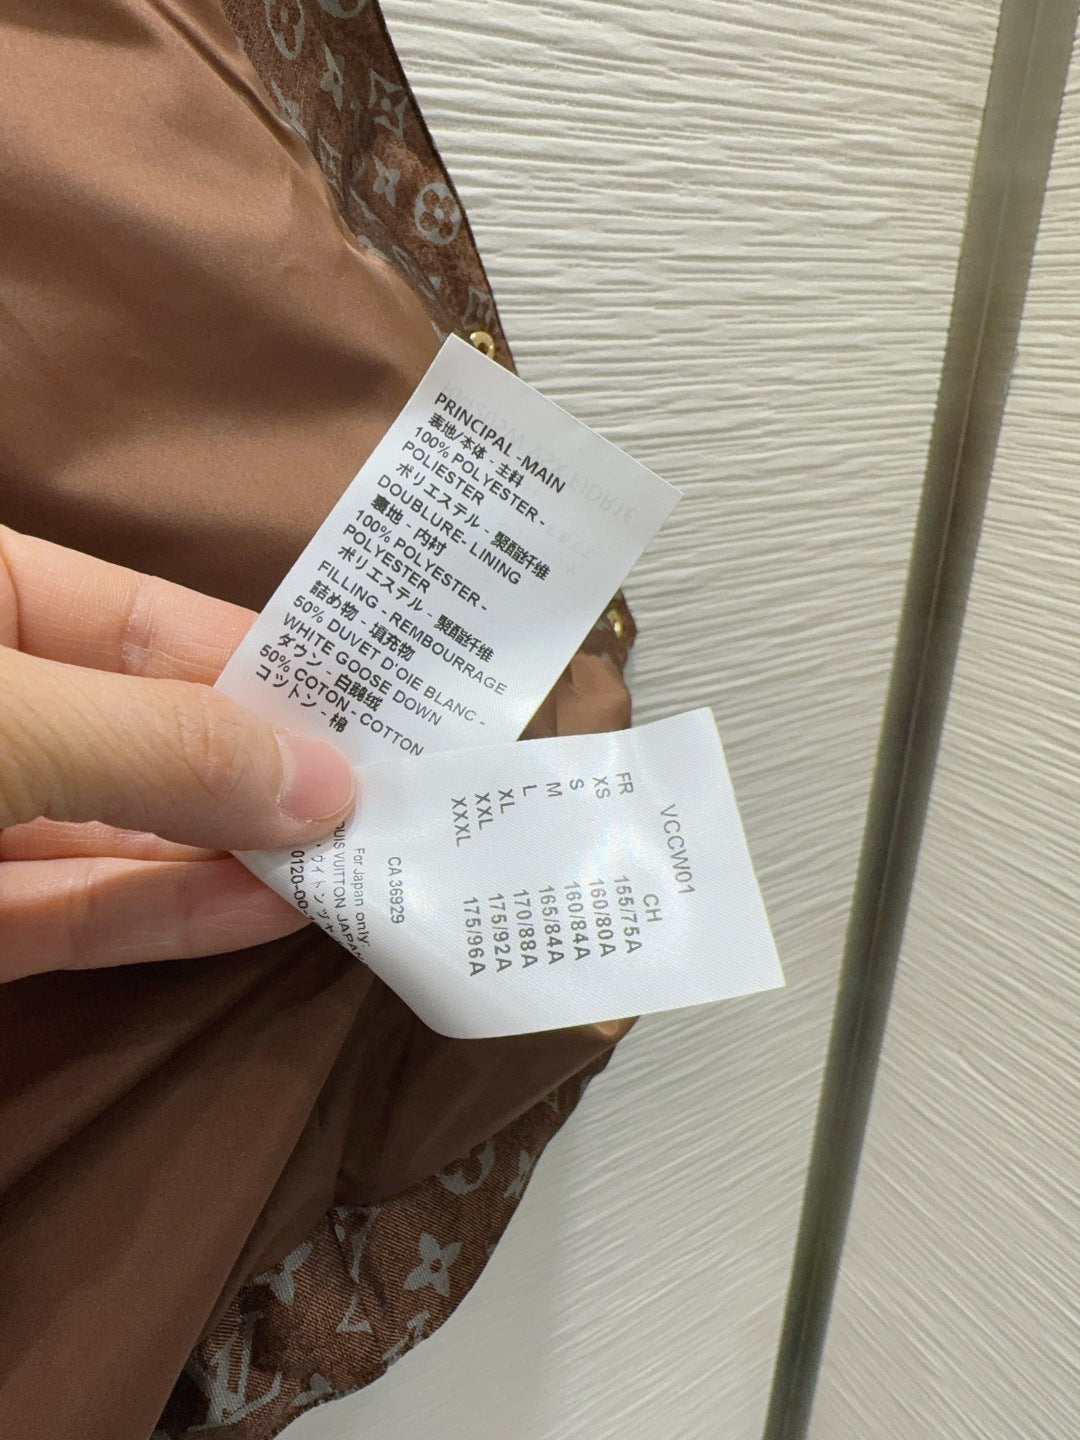 PRINCIPAL -MAIN
表地/本体 - 主料
100% POLYESTER -
POLIESTER
ポリエステル - 聚酯纤维
DOUBLURE- LINING
裏地 - 内衬
100% POLYESTER -
POLYESTER
ポリエステル - 聚酯纤维
FILLING - REMBOURRAGE
詰め物 - 填充物
50% DUVET D'OIE BLANC -
WHITE GOOSE DOWN
ダウン - 白鹅绒
50% COTON - COTTON
コットン - 棉
VCCW01
FR CH
XS 155/75A
S 160/80A
M 160/84A
L 165/84A
XL 170/88A
XXL 175/92A
XXXL 175/96A
CA 36929
For Japan only:
OUIS VUITTON JAPAN
0120-00-